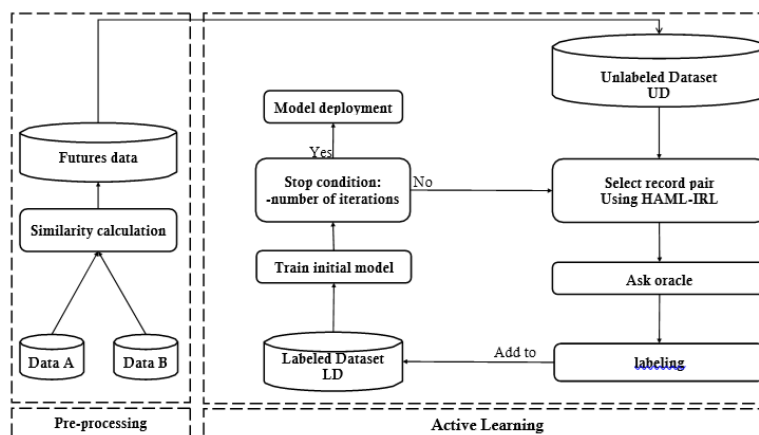 Futures data
Similarity calculation
Data A
Data B
Pre-processing
Unlabeled Dataset
UD
Model deployment
Yes
Stop condition:
-number of iterations
No
Select record pair
Using HAML-IRL
Train initial model
Ask oracle
Labeled Dataset
LD
Add to
labeling
Active Learning